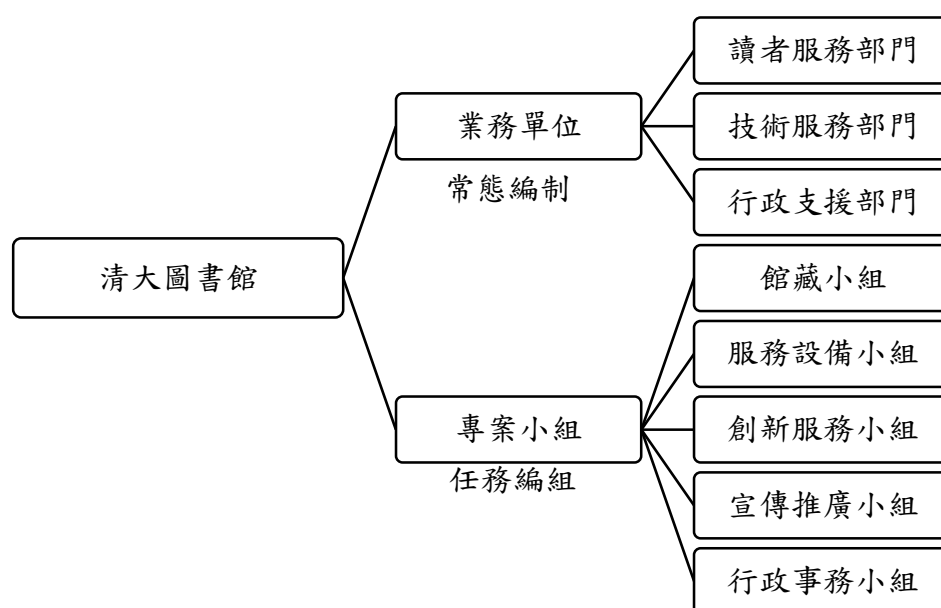 清大圖書館
業務單位
常態編制
讀者服務部門
技術服務部門
行政支援部門
專案小組
任務編組
館藏小組
服務設備小組
創新服務小組
宣傳推廣小組
行政事務小組